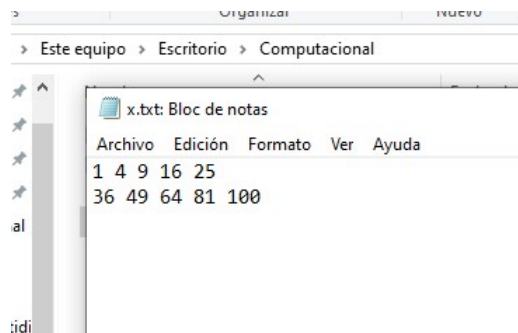 Organizar
Nuevo
> Este equipo > Escritorio > Computacional
x.txt: Bloc de notas
Archivo Edición Formato Ver Ayuda
1 4 9 16 25
36 49 64 81 100
al
tidi